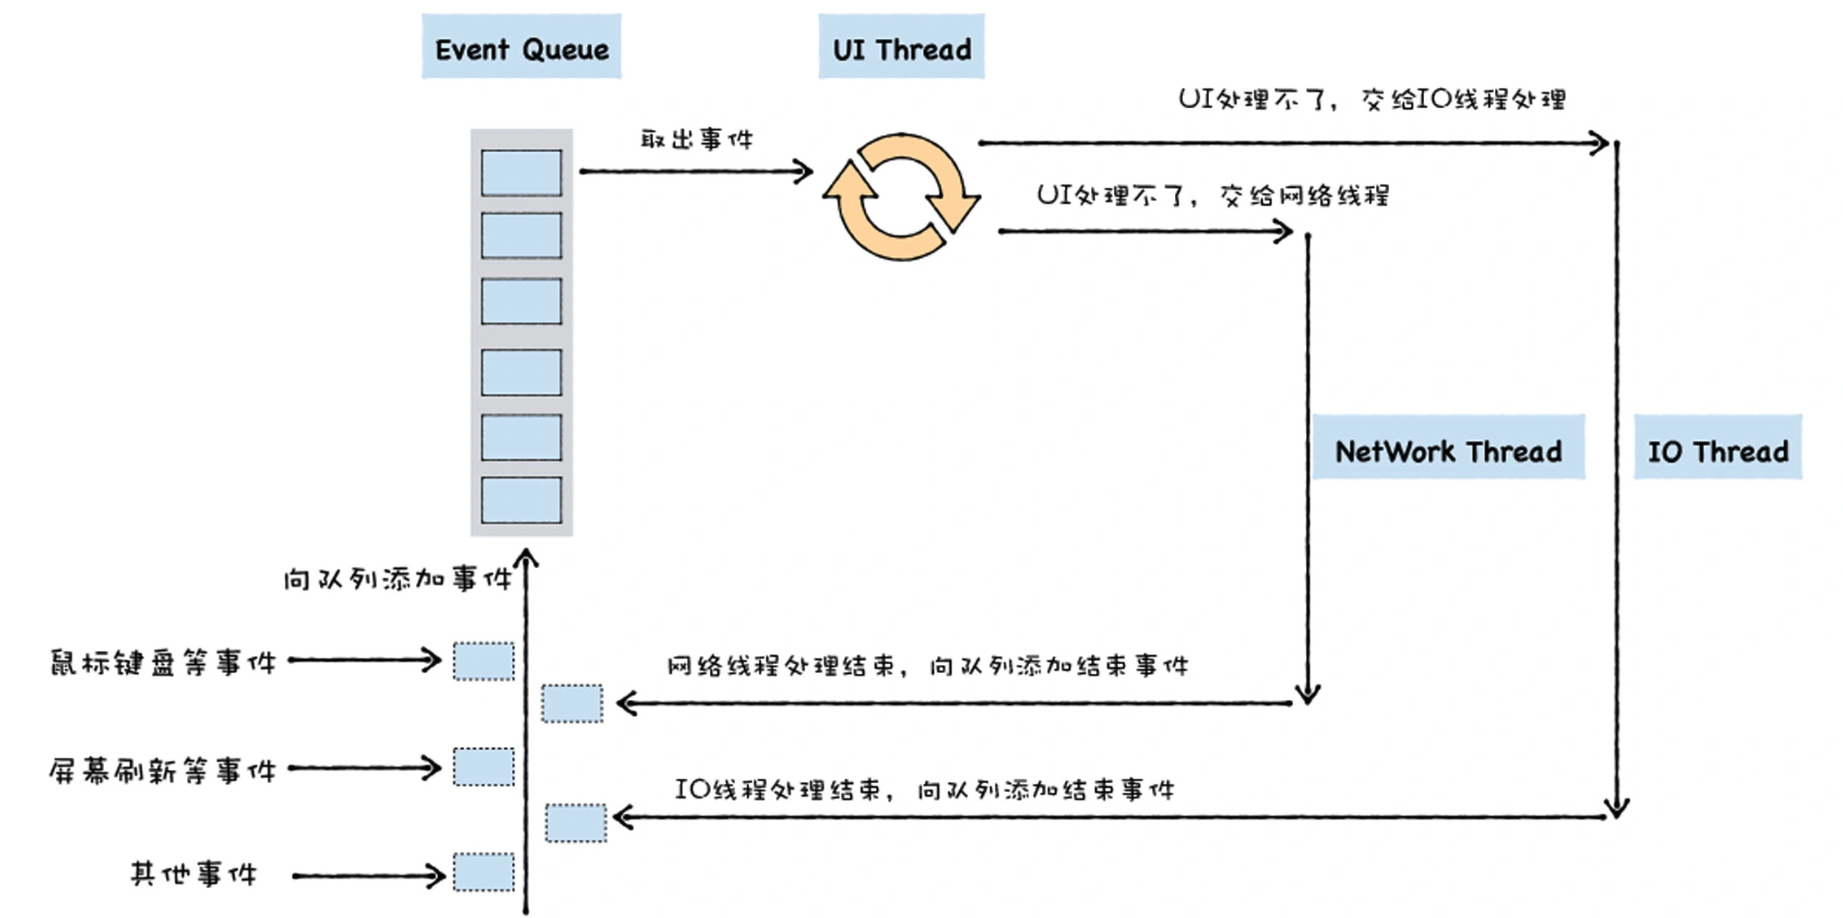 Event Queue
UI Thread
UI处理不了，交给IO线程处理
取出事件
UI处理不了，交给网络线程
NetWork Thread
IO Thread
向队列添加事件
鼠标键盘等事件
网络线程处理结束，向队列添加结束事件
屏幕刷新等事件
IO线程处理结束，向队列添加结束事件
其他事件